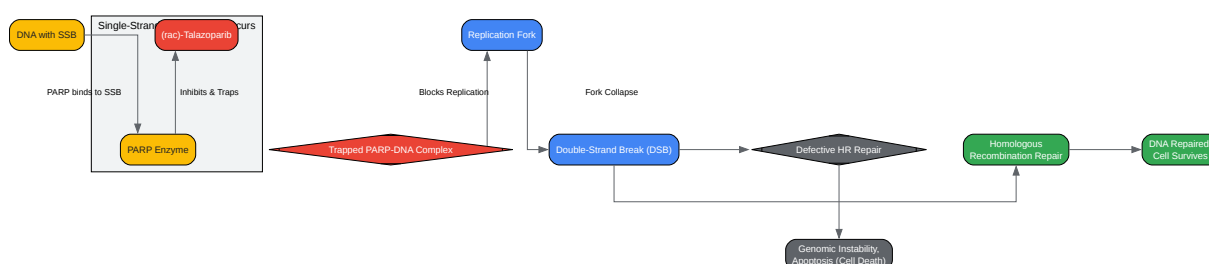 Single-Stran
curs
DNA with SSB
(rac)-Talazoparib
Replication Fork
PARP binds to SSB
Inhibits & Traps
Blocks Replication
Fork Collapse
PARP Enzyme
Trapped PARP-DNA Complex
Double-Strand Break (DSB)
Defective HR Repair
Homologous
Recombination Repair
DNA Repaired
Cell Survives
Genomic Instability,
Apoptosis (Cell Death)